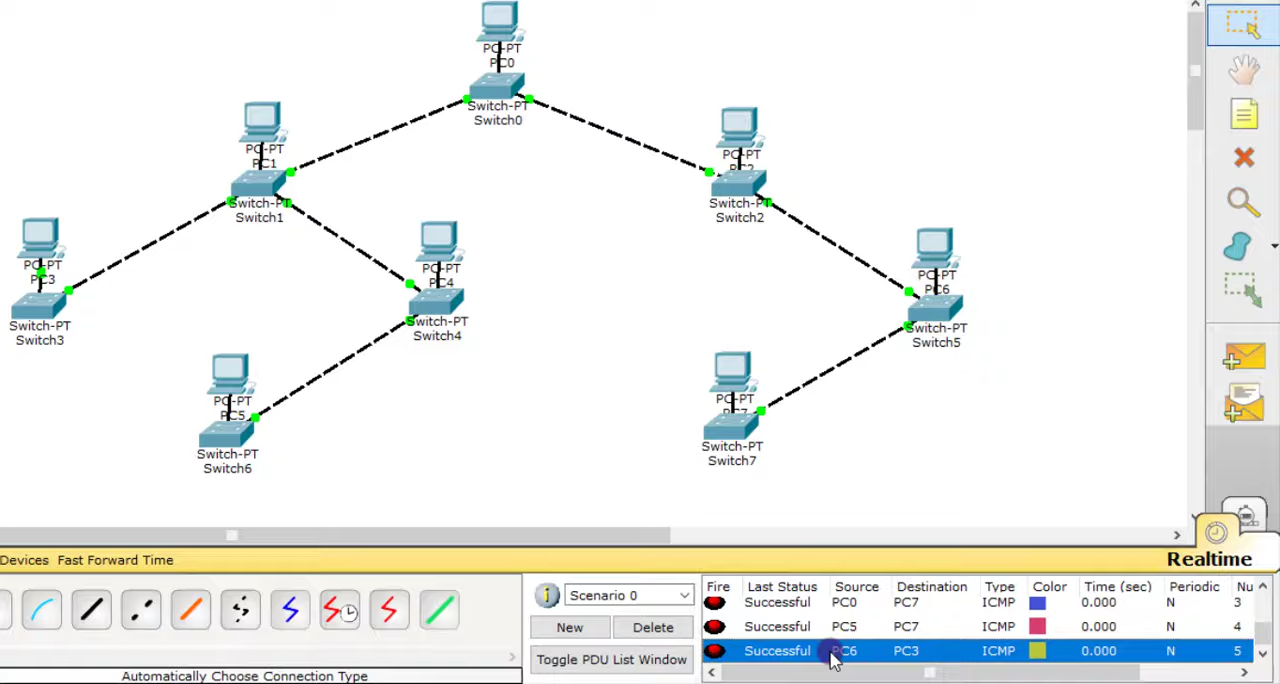 PC-PT
PC0
Switch-PT
Switch0
PC-PT
PC1
Switch-PT
Switch1
PC-PT
PC2
Switch-PT
Switch2
PC-PT
PC3
Switch-PT
Switch3
PC-PT
PC4
Switch-PT
Switch4
PC-PT
PC6
Switch-PT
Switch5
PC-PT
PC5
Switch-PT
Switch6
PC-PT
PC7
Switch-PT
Switch7
Realtime
Devices Fast Forward Time
Scenario 0
New Delete
Toggle PDU List Window
Automatically Choose Connection Type
Fire Last Status Source Destination Type Color Time (sec) Periodic Nu
Successful PC0 PC7 ICMP 0.000 N 3
Successful PC5 PC7 ICMP 0.000 N 4
Successful PC6 PC3 ICMP 0.000 N 5